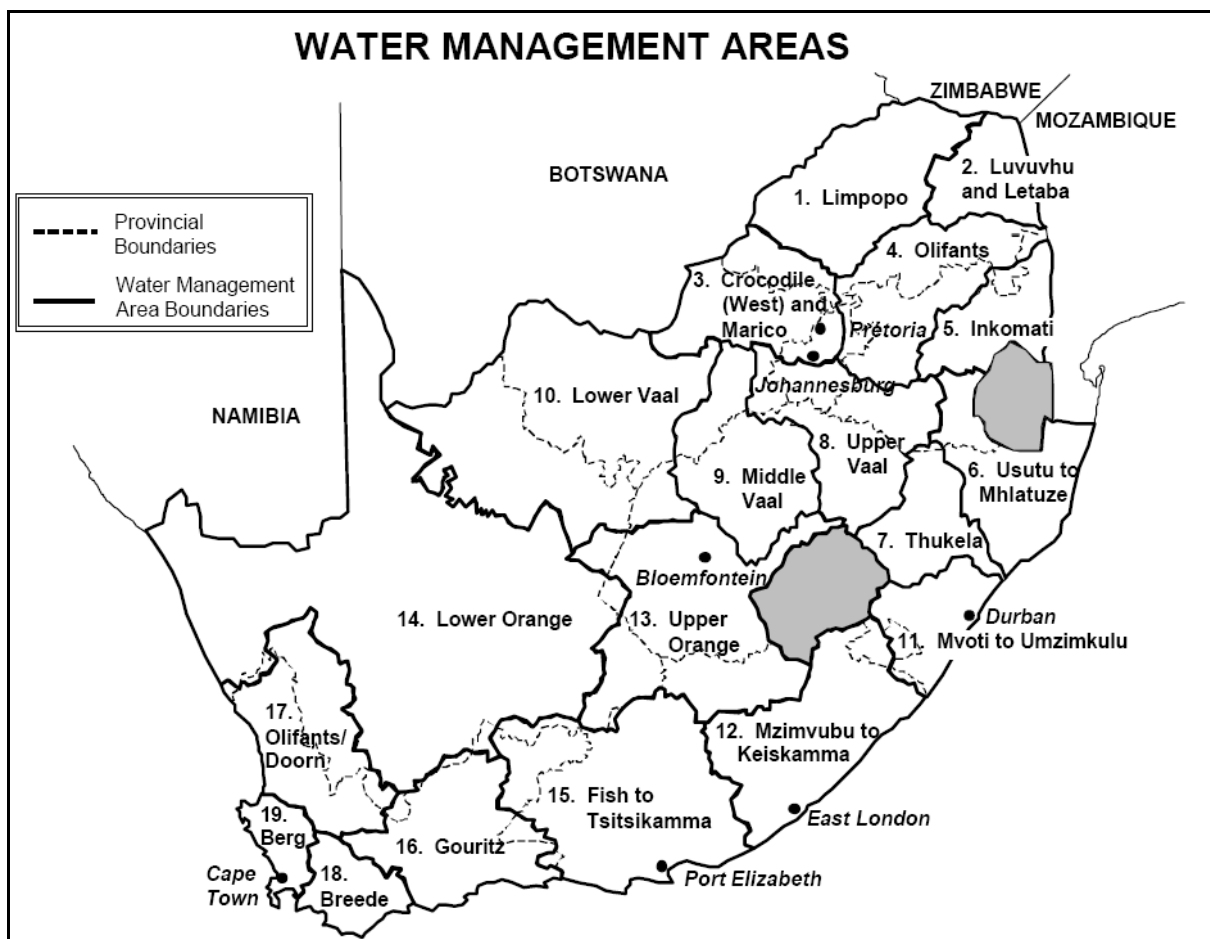 WATER MANAGEMENT AREAS
ZIMBABWE
MOZAMBIQUE
BOTSWANA
2. Luvuvhu
and Letaba
1. Limpopo
Provincial
Boundaries
Water Management
Area Boundaries
4. Olifants
3. Crocodile
(West) and
Marico
Pretoria
5. Inkomati
Johannesburg
10. Lower Vaal
NAMIBIA
8. Upper
Vaal
9. Middle
Vaal
6. Usutu to
Mhlatuze
7. Thukela
Bloemfontein
14. Lower Orange
13. Upper
Orange
Durban
11. Mvoti to Umzimkulu
17.
Olifants/
Doorn
12. Mzimvubu to
Keiskamma
15. Fish to
Tsitsikamma
19.
Berg
East London
16. Gouritz
Cape
Town
18.
Breede
Port Elizabeth